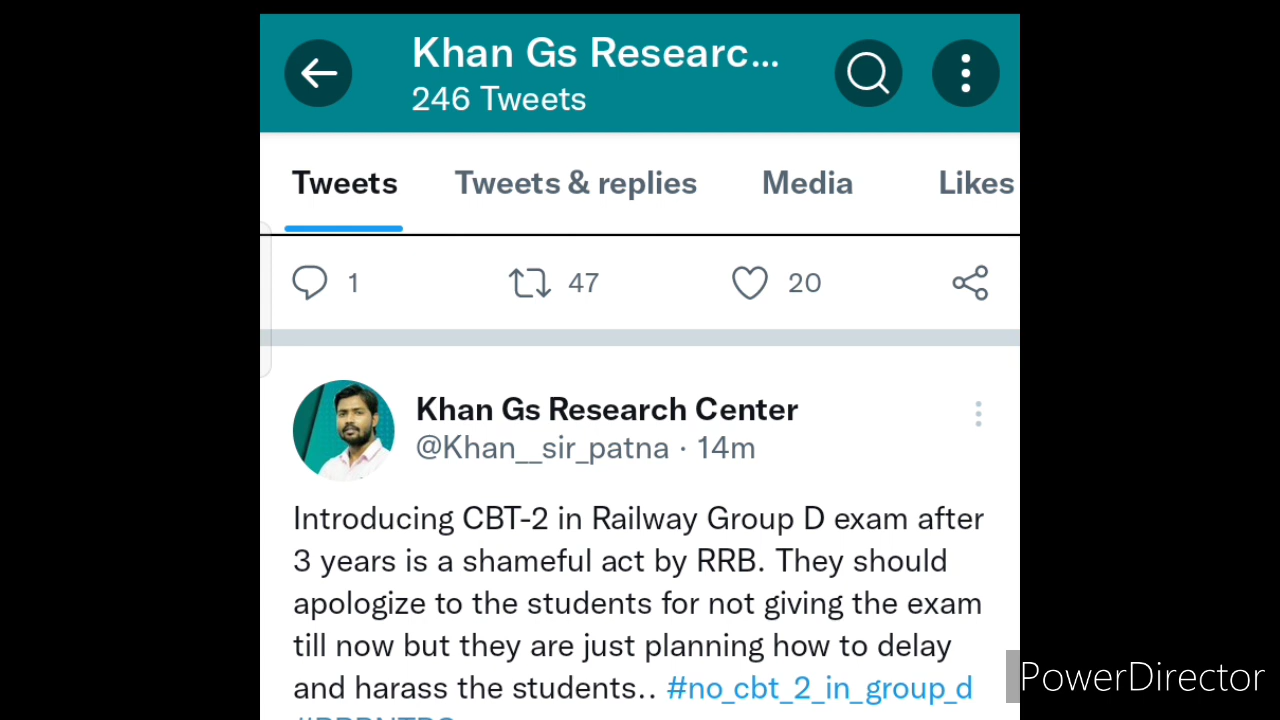 Khan Gs Researc...
246 Tweets
Tweets Tweets & replies Media Likes
1 47 20
Khan Gs Research Center
@Khan__sir_patna · 14m
Introducing CBT-2 in Railway Group D exam after
3 years is a shameful act by RRB. They should
apologize to the students for not giving the exam
till now but they are just planning how to delay
and harass the students.. #no_cbt_2_in_group_d
PowerDirector